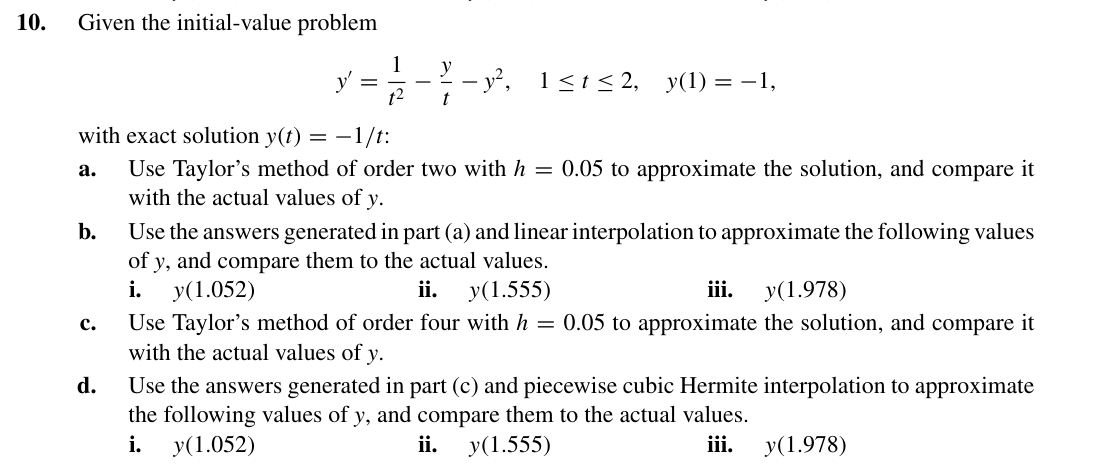 10. Given the initial-value problem
y′ = 1/t² − y/t − y², 1 ≤ t ≤ 2, y(1) = −1,
with exact solution y(t) = −1/t:
a. Use Taylor’s method of order two with h = 0.05 to approximate the solution, and compare it
with the actual values of y.
b. Use the answers generated in part (a) and linear interpolation to approximate the following values
of y, and compare them to the actual values.
i. y(1.052) ii. y(1.555) iii. y(1.978)
c. Use Taylor’s method of order four with h = 0.05 to approximate the solution, and compare it
with the actual values of y.
d. Use the answers generated in part (c) and piecewise cubic Hermite interpolation to approximate
the following values of y, and compare them to the actual values.
i. y(1.052) ii. y(1.555) iii. y(1.978)